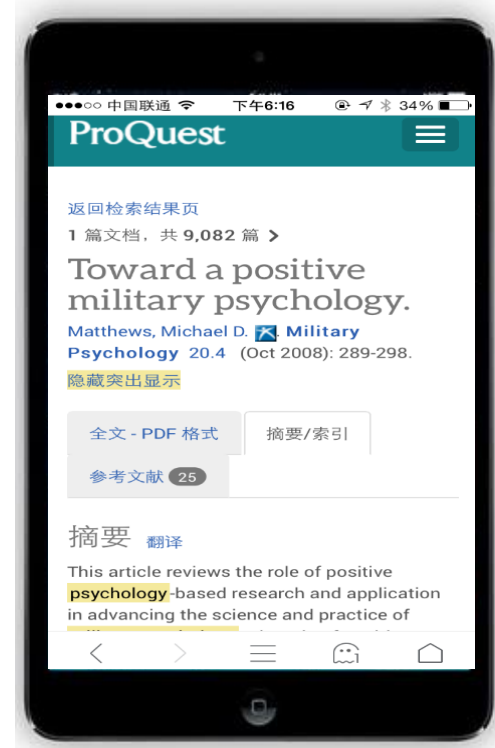 中国联通 下午6:16 34%
ProQuest
返回检索结果页
1 篇文档，共 9,082 篇 >
Toward a positive
military psychology.
Matthews, Michael D. Military
Psychology 20.4 (Oct 2008): 289-298.
隐藏突出显示
全文 - PDF 格式 摘要/索引
参考文献 25
摘要 翻译
This article reviews the role of positive
psychology-based research and application
in advancing the science and practice of